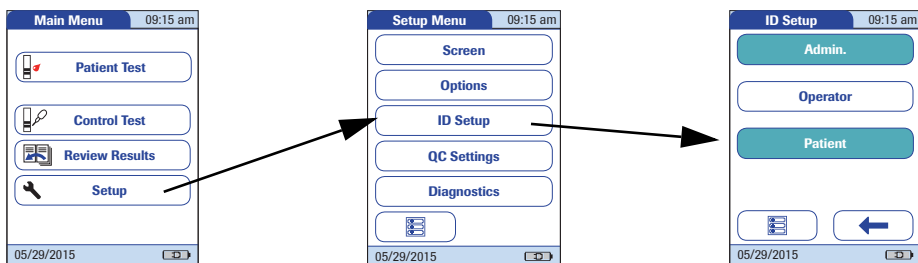 Main Menu 09:15 am
Patient Test
Control Test
Review Results
Setup
05/29/2015
Setup Menu 09:15 am
Screen
Options
ID Setup
QC Settings
Diagnostics
05/29/2015
ID Setup 09:15 am
Admin.
Operator
Patient
05/29/2015